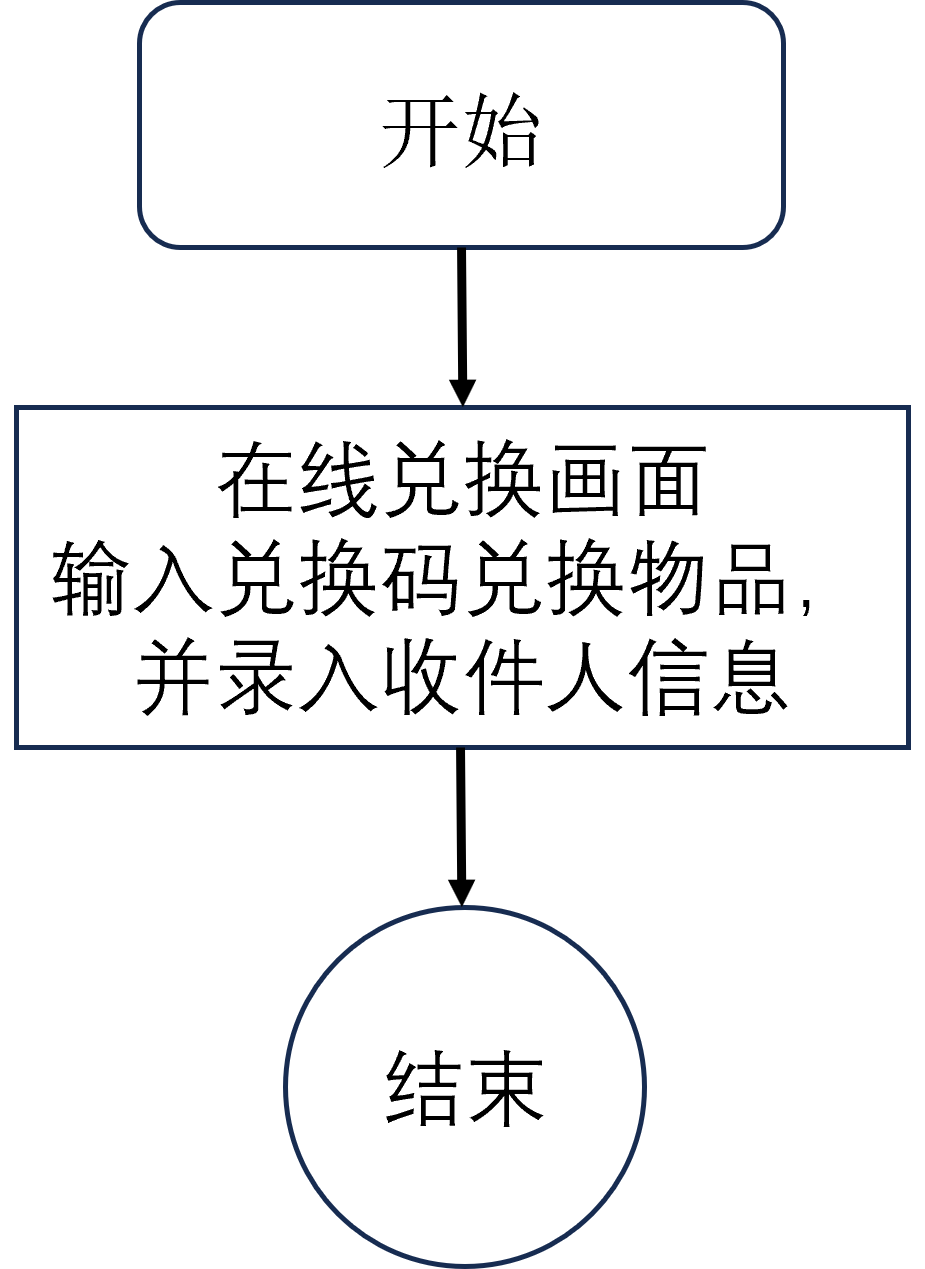 开始
在线兑换画面
输入兑换码兑换物品，
并录入收件人信息
结束